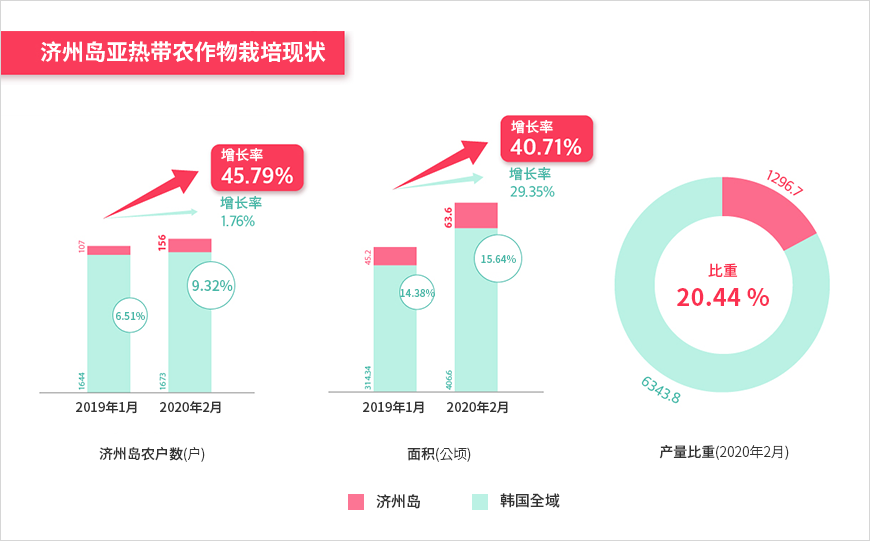 济州岛亚热带农作物栽培现状
增长率
45.79%
增长率
1.76%
107
156
6.51%
9.32%
1644
1673
2019年1月
2020年2月
济州岛农户数(户)
增长率
40.71%
增长率
29.35%
45.2
63.6
14.38%
15.64%
314.34
406.6
2019年1月
2020年2月
面积(公顷)
1296.7
比重
20.44 %
6343.8
产量比重(2020年2月)
济州岛
韩国全域